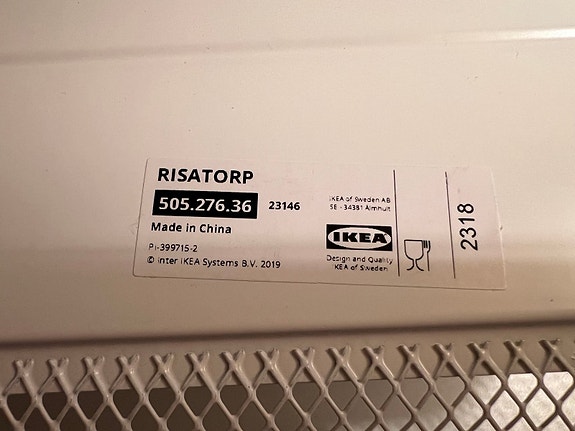 RISATORP
505.276.36 23146
Made in China
PI-399715-2
© Inter IKEA Systems B.V. 2019
IKEA of Sweden AB
SE - 34381 Älmhult
IKEA
Design and Quality
IKEA of Sweden
2318